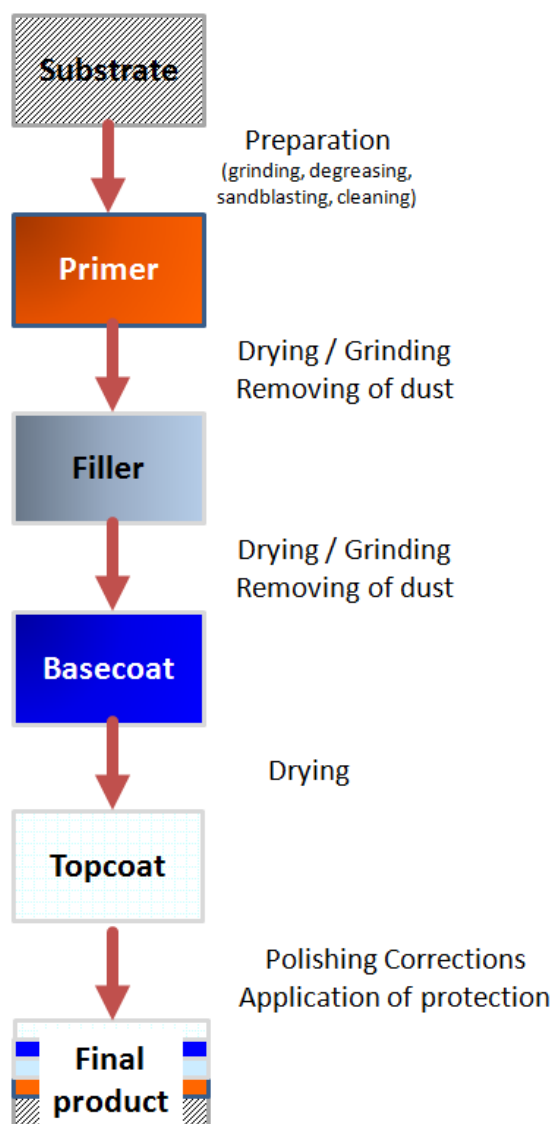 Substrate
Preparation
(grinding, degreasing,
sandblasting, cleaning)
Primer
Drying / Grinding
Removing of dust
Filler
Drying / Grinding
Removing of dust
Basecoat
Drying
Topcoat
Polishing Corrections
Application of protection
Final
product